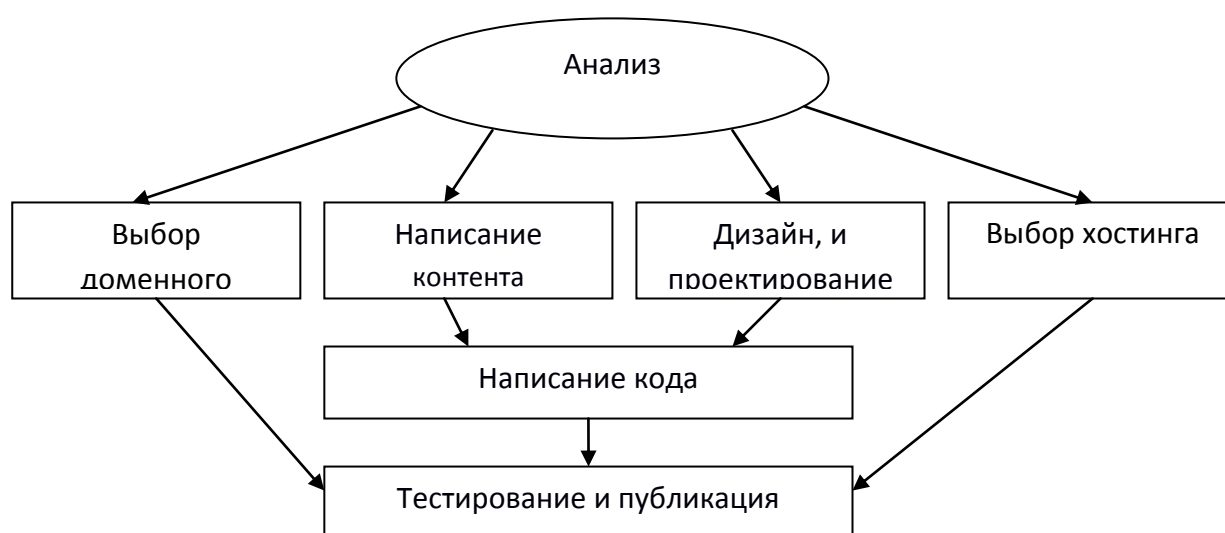 Анализ
Выбор
доменного
Написание
контента
Дизайн, и
проектирование
Выбор хостинга
Написание кода
Тестирование и публикация